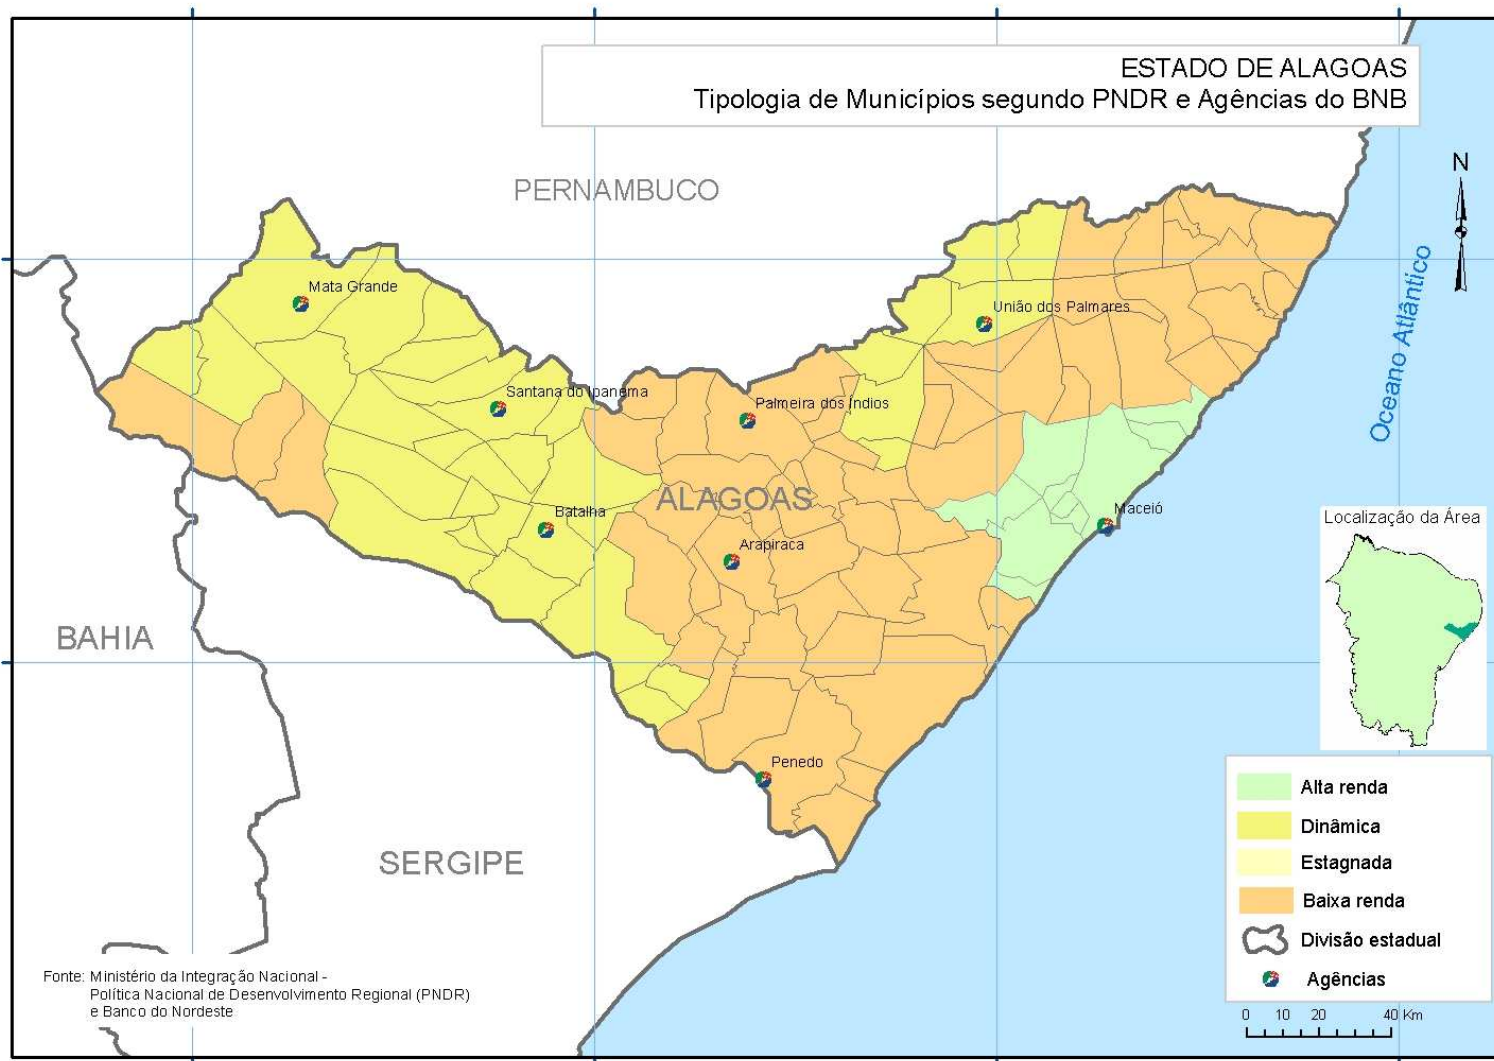 ESTADO DE ALAGOAS
Tipologia de Municípios segundo PNDR e Agências do BNB
PERNAMBUCO
N
Oceano Atlântico
Mata Grande
União dos Palmares
Santana do Ipanema
Palmeira dos Índios
ALAGOAS
Batalha
Maceió
Arapiraca
Localização da Área
BAHIA
Penedo
SERGIPE
Alta renda
Dinâmica
Estagnada
Baixa renda
Divisão estadual
Agências
0 10 20 40 Km
Fonte: Ministério da Integração Nacional -
Política Nacional de Desenvolvimento Regional (PNDR)
e Banco do Nordeste